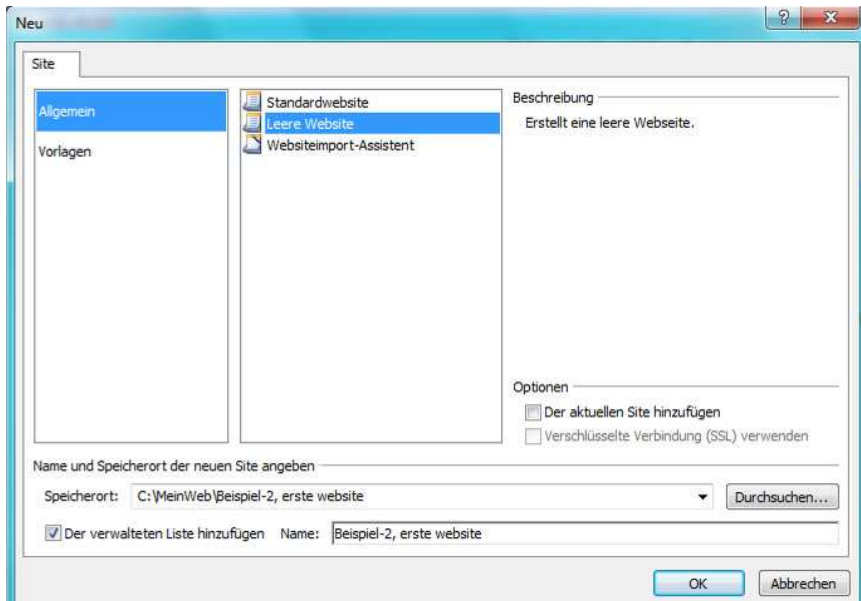 Neu
Site
Allgemein
Vorlagen
Standardwebsite
Leere Website
Websiteimport-Assistent
Beschreibung
Erstellt eine leere Webseite.
Optionen
Der aktuellen Site hinzufügen
Verschlüsselte Verbindung (SSL) verwenden
Name und Speicherort der neuen Site angeben
Speicherort: C:\MeinWeb\Beispiel-2, erste website Durchsuchen...
Der verwalteten Liste hinzufügen Name: Beispiel-2, erste website
OK Abbrechen